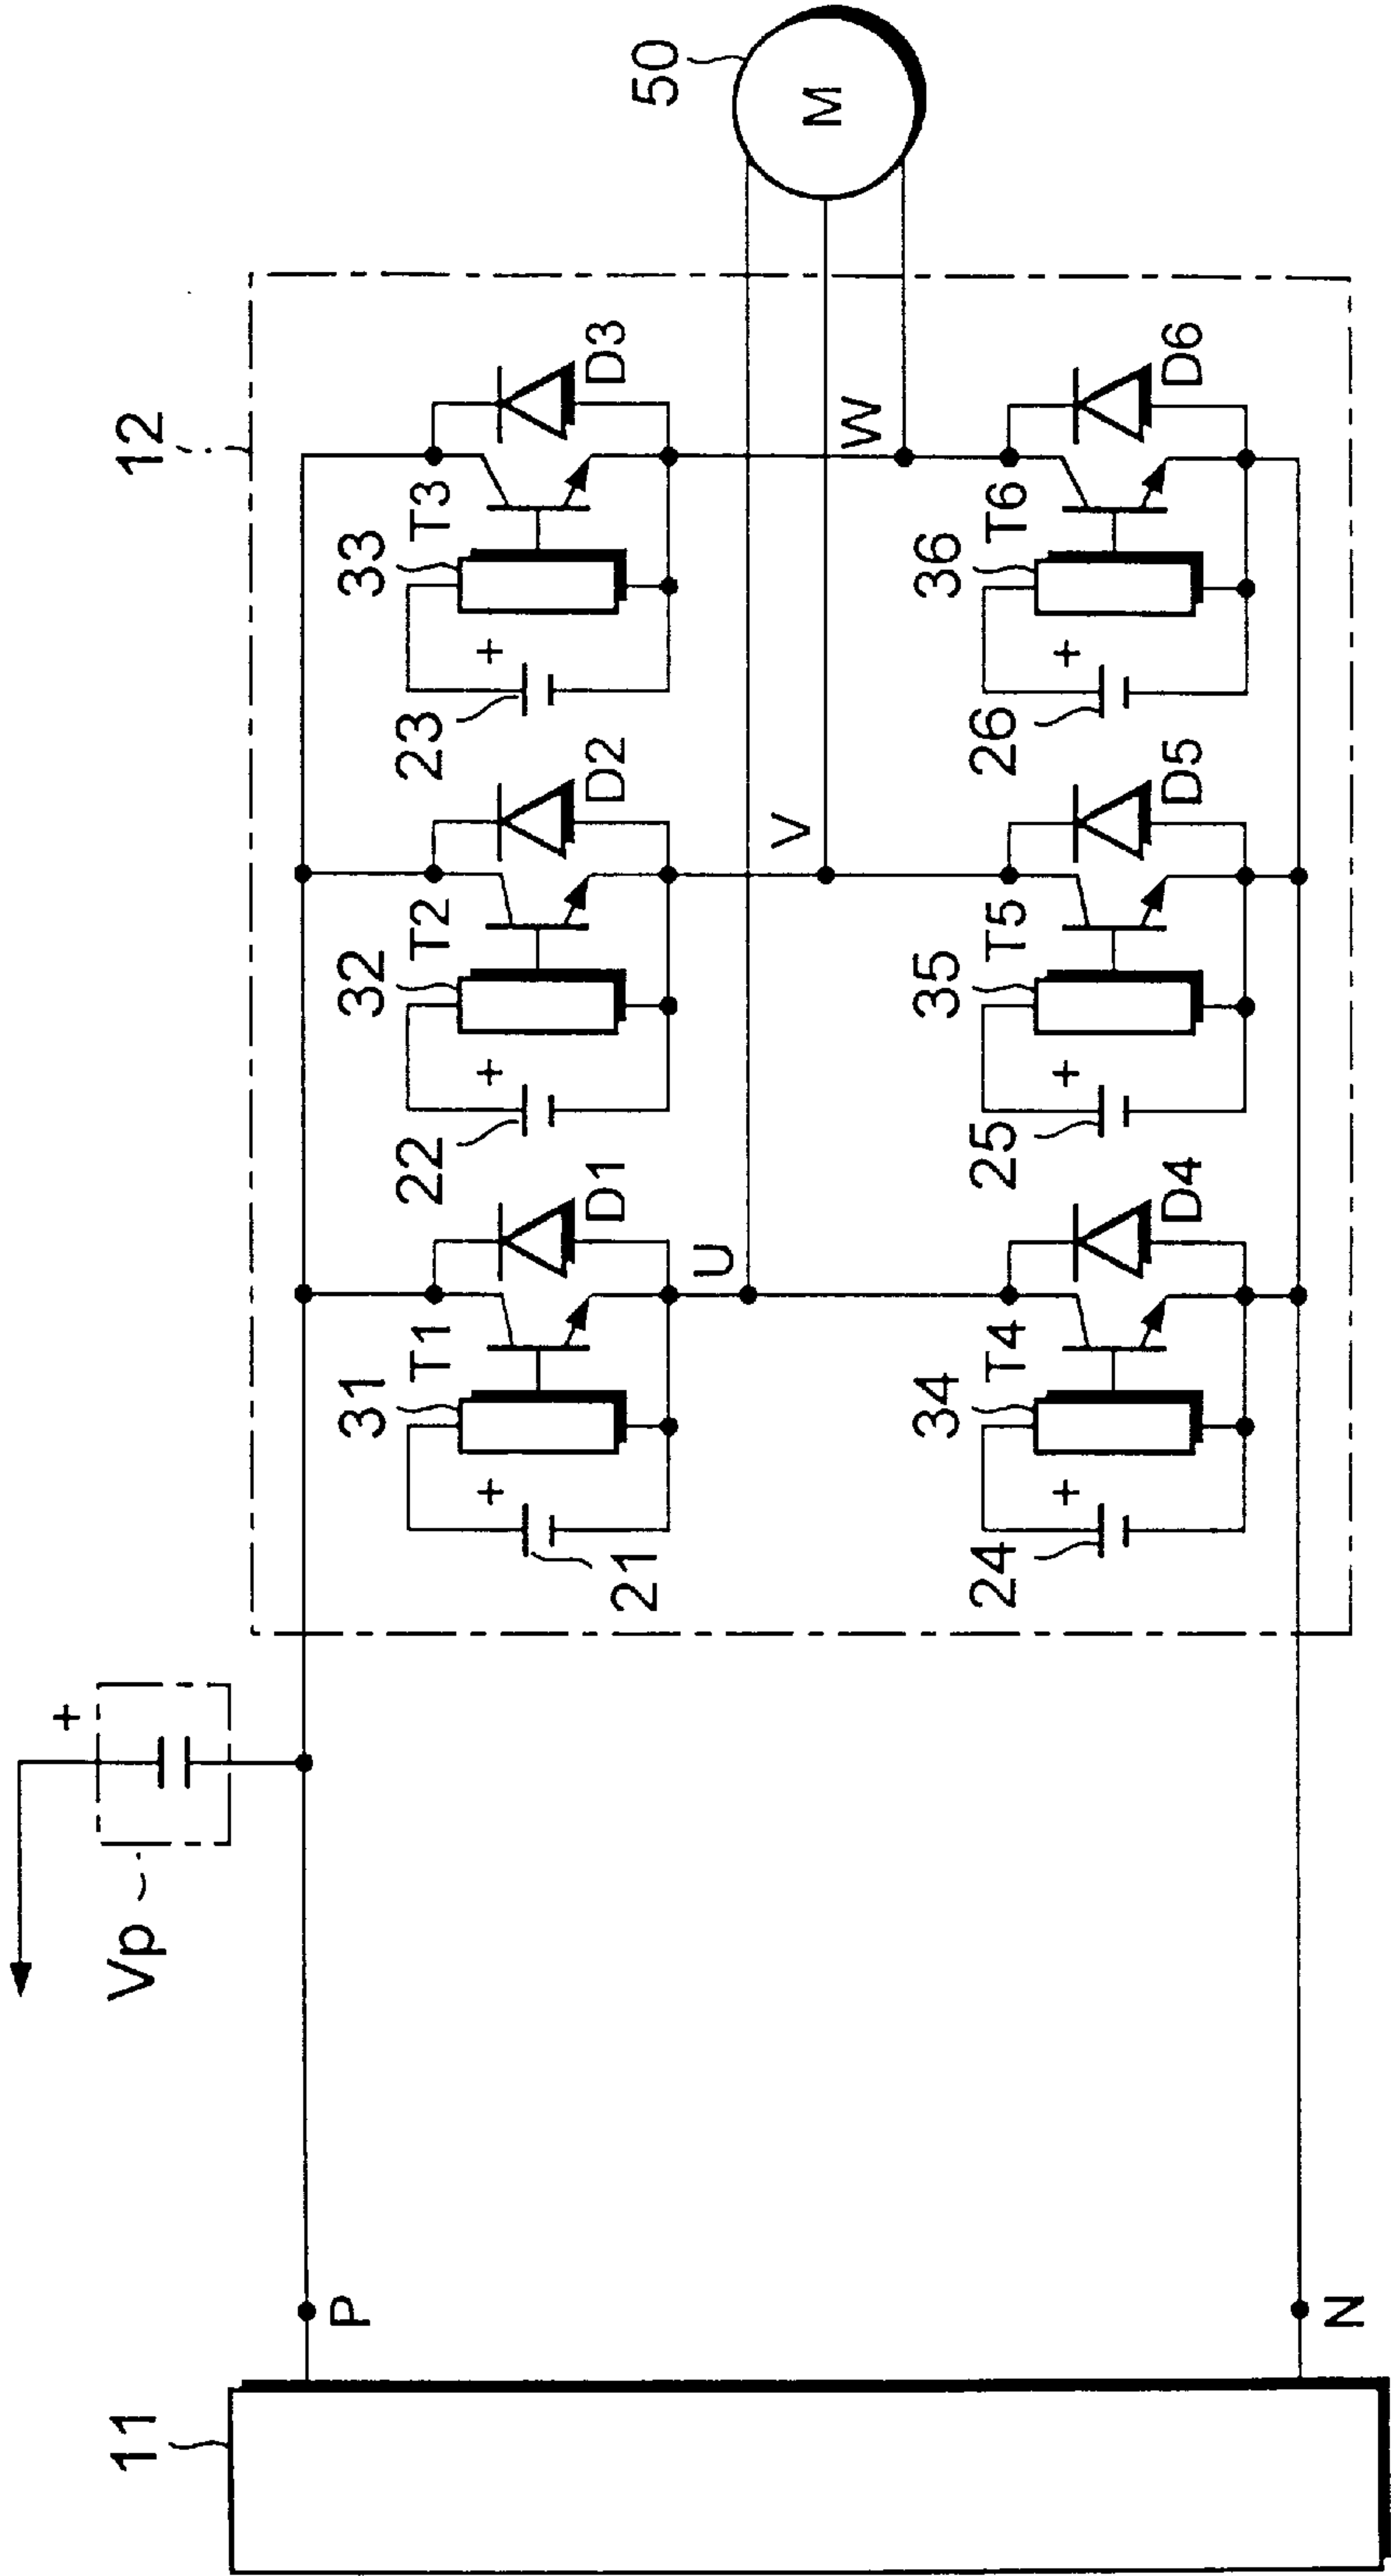 11
P
N
Vp
+
12
21
+
31
T1
D1
22
+
32
T2
D2
23
+
33
T3
D3
U
V
W
24
+
34
T4
D4
25
+
35
T5
D5
26
+
36
T6
D6
50
M